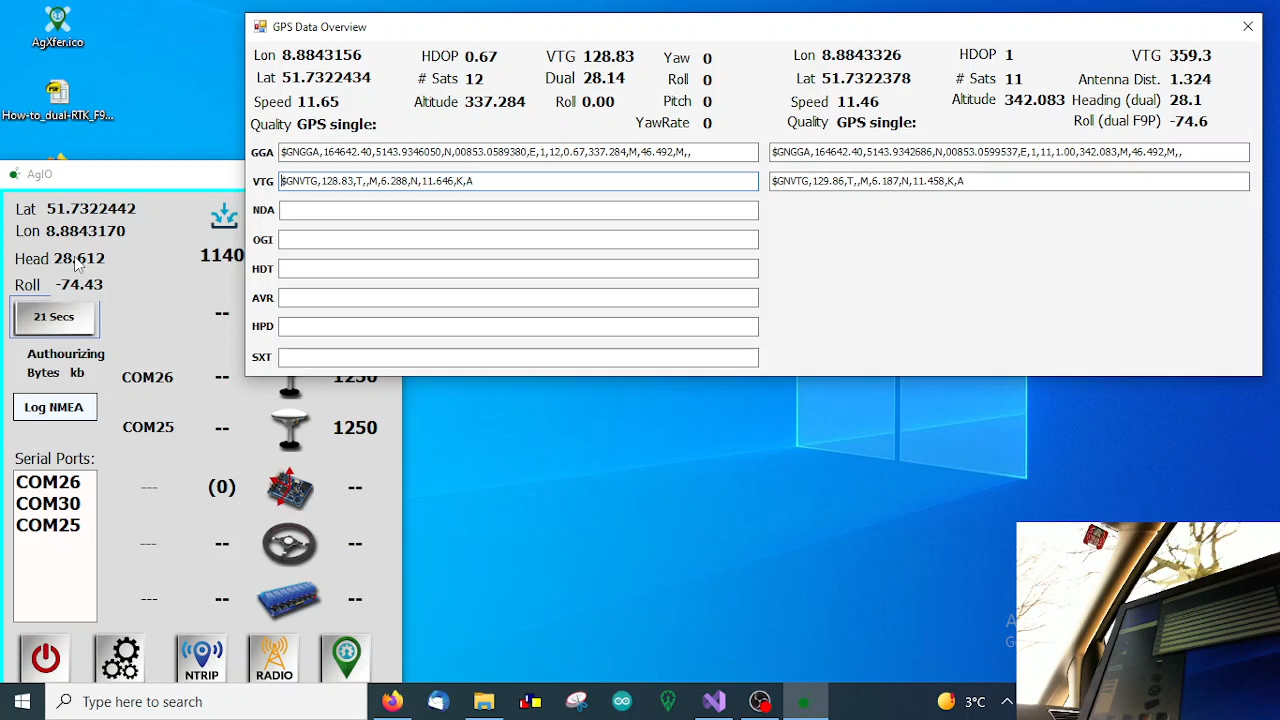 AgXfer.ico
How-to_dual-RTK_F9...
GPS Data Overview
Lon 8.8843156 HDOP 0.67 VTG 128.83 Yaw 0
Lat 51.7322434 # Sats 12 Dual 28.14 Roll 0
Speed 11.65 Altitude 337.284 Roll 0.00 Pitch 0
Quality GPS single: YawRate 0
Lon 8.8843326 HDOP 1 VTG 359.3
Lat 51.7322378 # Sats 11 Antenna Dist. 1.324
Speed 11.46 Altitude 342.083 Heading (dual) 28.1
Quality GPS single: Roll (dual F9P) -74.6
GGA $GNGGA,164642.40,5143.9346050,N,00853.0589380,E,1,12,0.67,337.284,M,46.492,M,,
$GNGGA,164642.40,5143.9342686,N,00853.0599537,E,1,11,1.00,342.083,M,46.492,M,,
VTG $GNVTG,128.83,T,,M,6.288,N,11.646,K,A
$GNVTG,129.86,T,,M,6.187,N,11.458,K,A
NDA
OGI
HDT
AVR
HPD
SXT
AgIO
Lat 51.7322442
Lon 8.8843170
Head 28.612 1140
Roll -74.43
21 Secs --
Authourizing
Bytes kb
COM26 -- 1250
Log NMEA
COM25 -- 1250
Serial Ports:
COM26
COM30
COM25
--- (0) --
--- -- --
--- -- --
NTRIP
RADIO
Type here to search
3°C